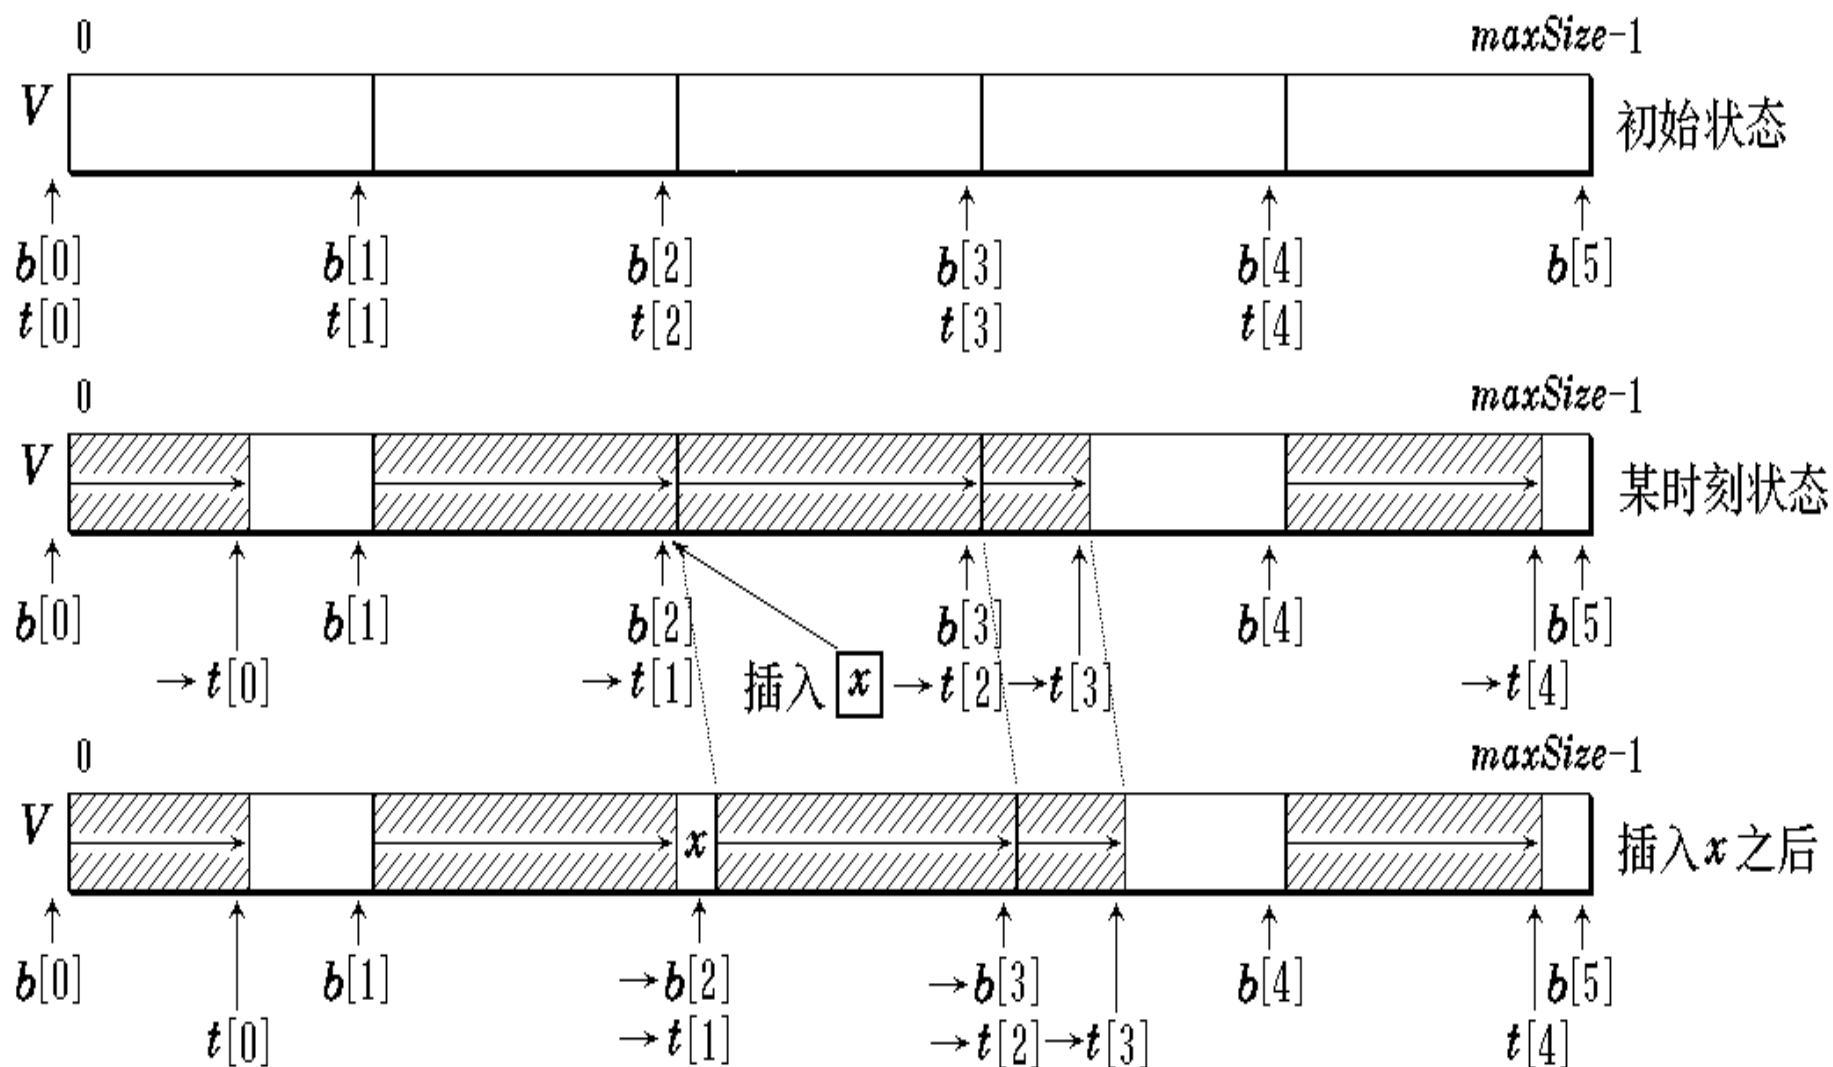 0 maxSize-1
V 初始状态
b[0] b[1] b[2] b[3] b[4] b[5]
t[0] t[1] t[2] t[3] t[4]
0 maxSize-1
V 某时刻状态
b[0] b[1] b[2] b[3] b[4] b[5]
→t[0] →t[1] 插入 x →t[2] →t[3] →t[4]
0 maxSize-1
V x 插入x之后
b[0] b[1] →b[2] →b[3] b[4] b[5]
t[0] →t[1] →t[2] →t[3] t[4]